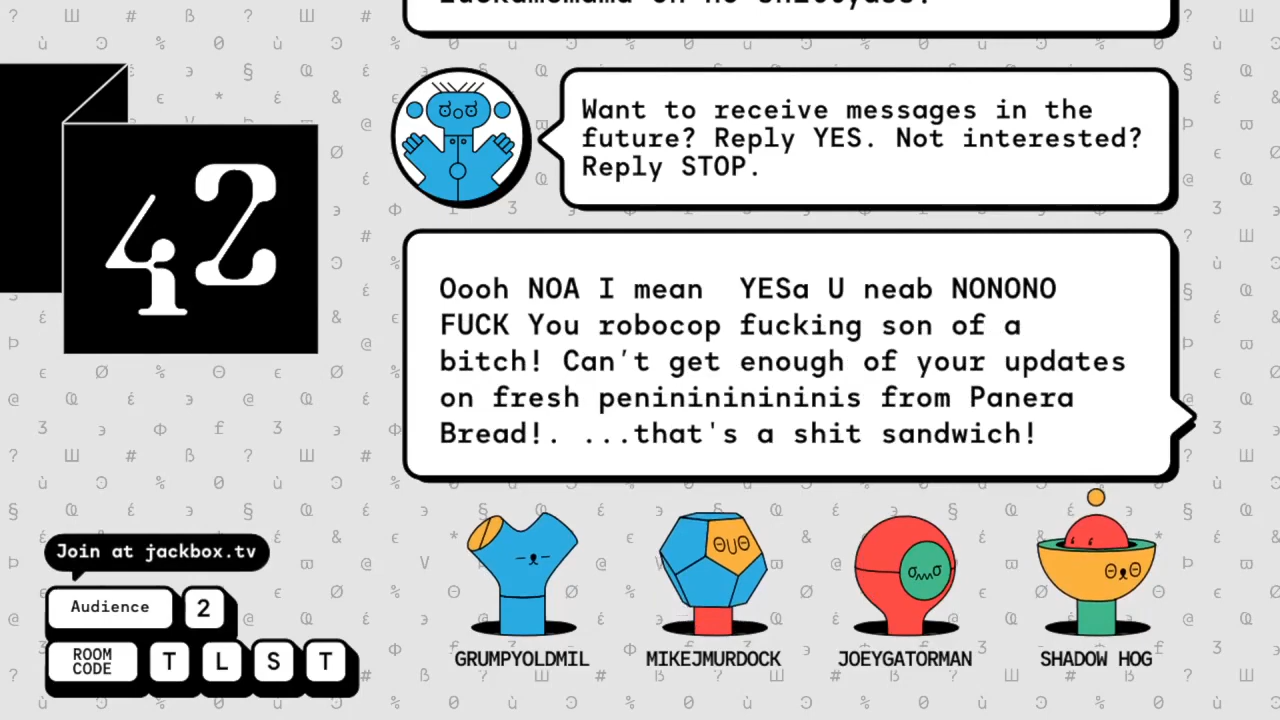 Want to receive messages in the
future? Reply YES. Not interested?
Reply STOP.
42
Oooh NOA I mean  YESa U neab NONONO
FUCK You robocop fucking son of a
bitch! Can't get enough of your updates
on fresh peninininininis from Panera
Bread!. ...that's a shit sandwich!
Join at jackbox.tv
Audience 2
ROOM CODE T L S T
GRUMPYOLDMIL MIKEJMURDOCK JOEYGATORMAN SHADOW HOG